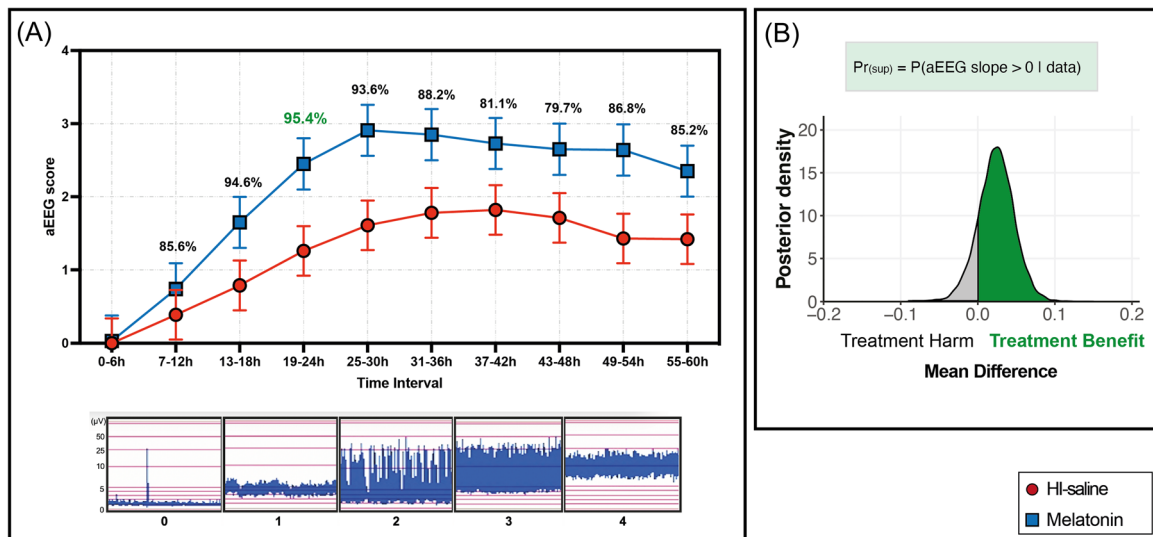 (A)
4
3
2
1
0
aEEG score
85.6%
94.6%
95.4%
93.6%
88.2%
81.1%
79.7%
86.8%
85.2%
0-6h 7-12h 13-18h 19-24h 25-30h 31-36h 37-42h 43-48h 49-54h 55-60h
Time Interval
(µV)
50
25
10
5
0
0 1 2 3 4
(B)
Pr(sup) = P(aEEG slope > 0 I data)
Posterior density
20
15
10
5
0
−0.2 −0.1 0.0 0.1 0.2
Treatment Harm Treatment Benefit
Mean Difference
HI-saline
Melatonin